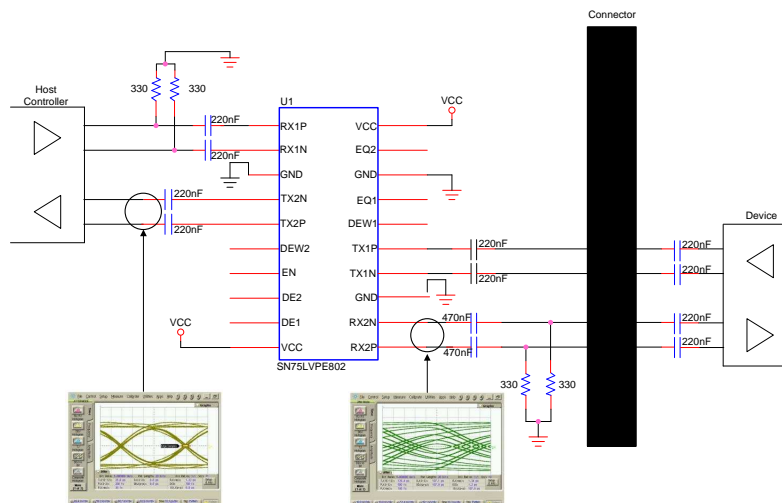 Connector
Host
Controller
330
330
U1
VCC
220nF
RX1P
VCC
RX1N
EQ2
220nF
GND
GND
220nF
TX2N
EQ1
TX2P
DEW1
220nF
Device
DEW2
TX1P
220nF
220nF
EN
TX1N
220nF
220nF
DE2
GND
VCC
DE1
RX2N
470nF
220nF
VCC
RX2P
470nF
220nF
SN75LVPE802
330
330